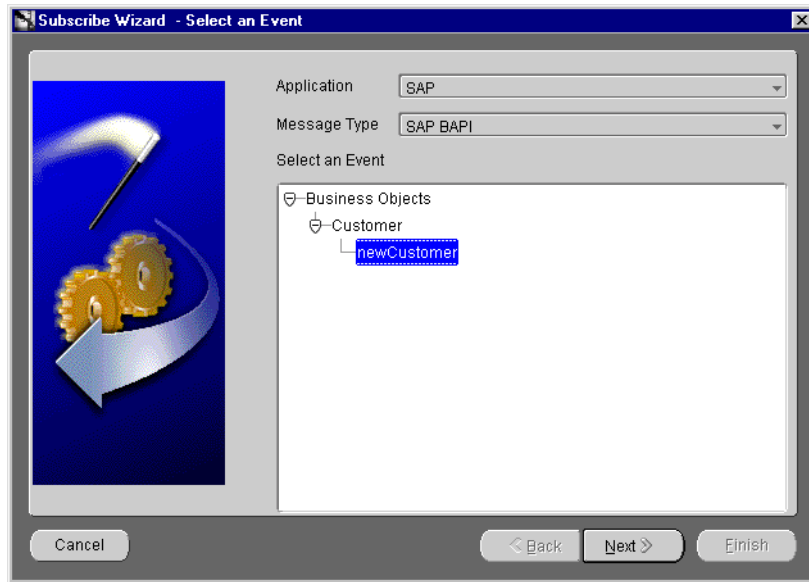 Subscribe Wizard - Select an Event
Application SAP
Message Type SAP BAPI
Select an Event
Business Objects
Customer
newCustomer
Cancel Back Next Finish